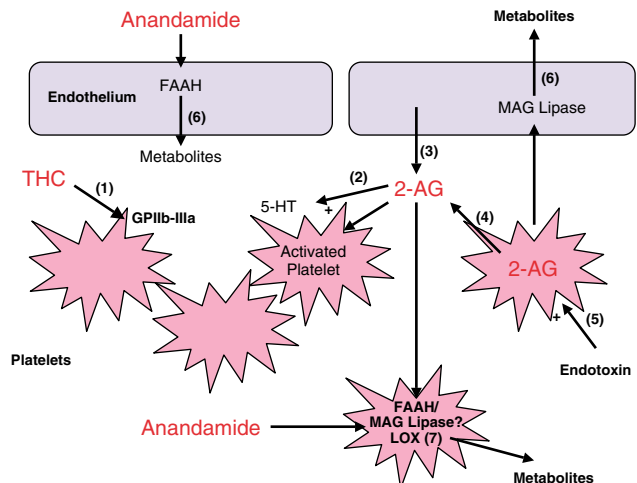 Anandamide
Metabolites
Endothelium
FAAH
(6)
Metabolites
(6)
MAG Lipase
(3)
THC
(1)
GPIIb-IIIa
5-HT
(2)
+
2-AG
(4)
Activated
Platelet
2-AG
+
(5)
Endotoxin
Platelets
Anandamide
FAAH/
MAG Lipase?
LOX (7)
Metabolites